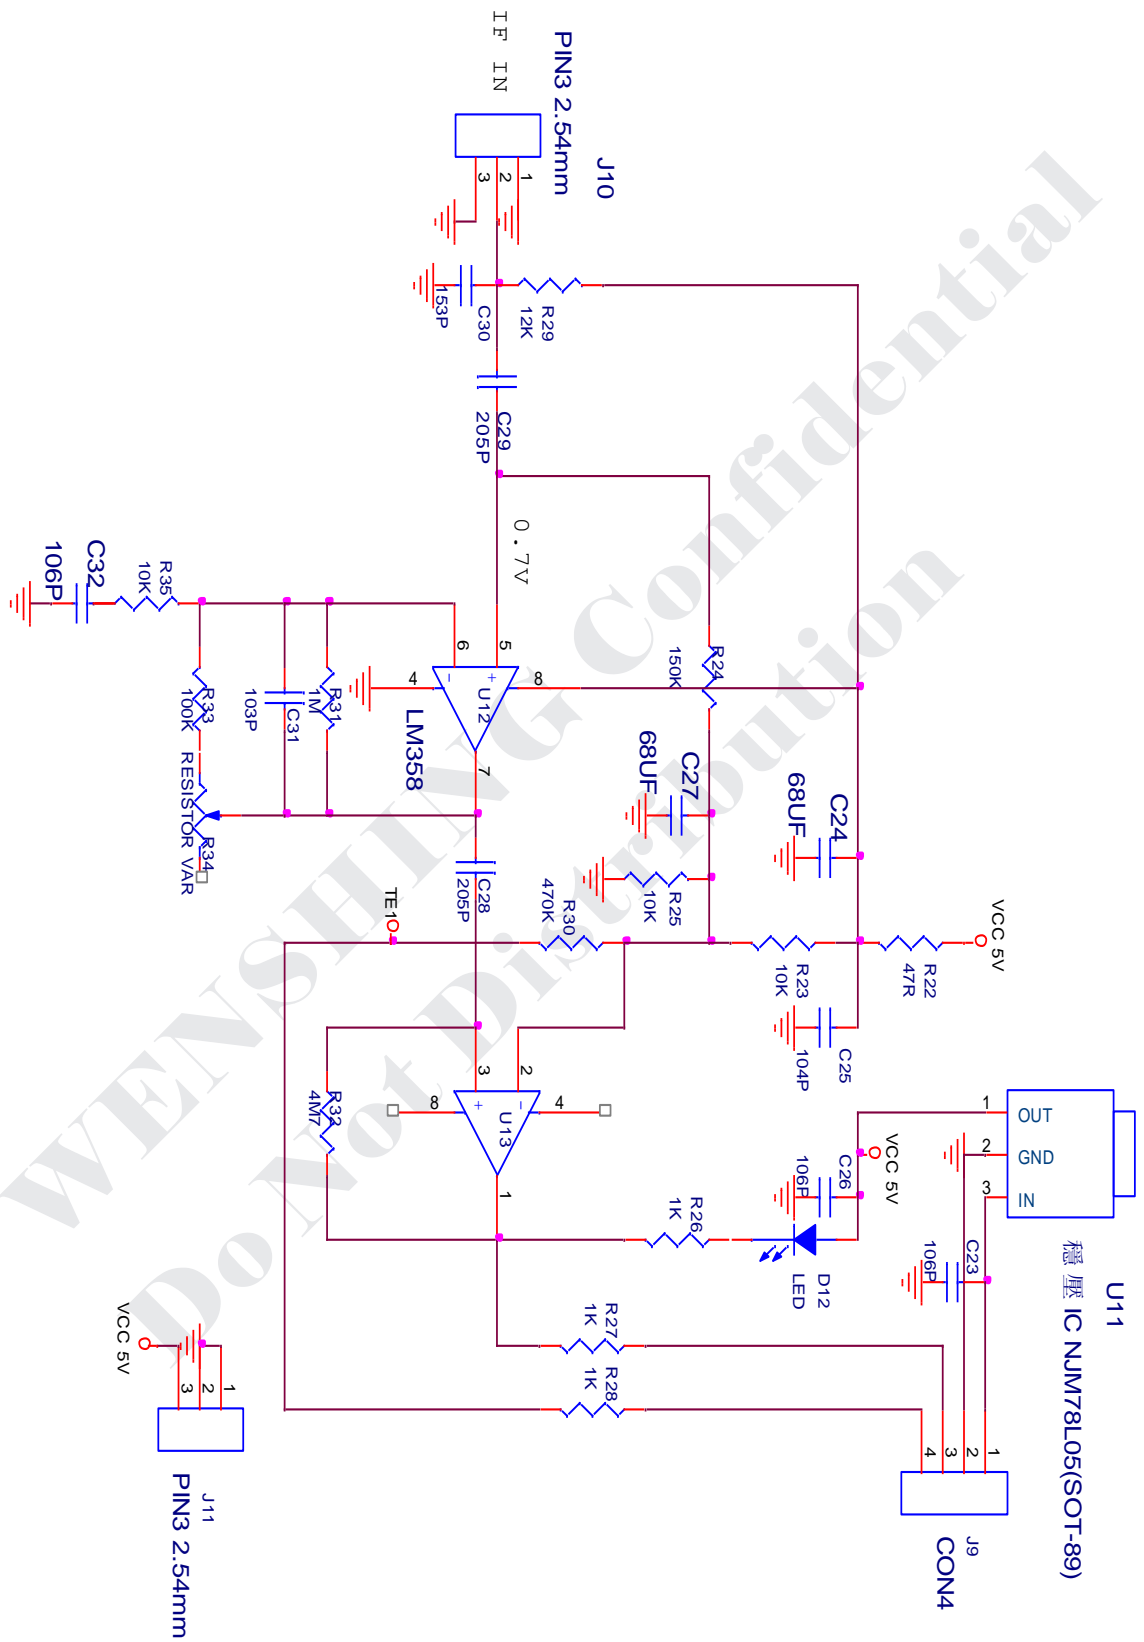 IF IN
PIN3 2.54mm
J10
1
2
3
C30
153P
R29
12K
C29
205P
0.7V
C32
106P
R35
10K
R33
100K
RESISTOR VAR
R34
C31
103P
R31
1M
6
5
4
8
7
U12
LM358
R24
150K
C27
68UF
R25
10K
C24
68UF
C28
205P
TE1
R30
470K
R23
10K
R22
47R
VCC 5V
C25
104P
3
2
8
4
1
U13
R32
4M7
R26
1K
D12
LED
C26
106P
VCC 5V
1
2
3
OUT
GND
IN
U11
穩 壓 IC NJM78L05(SOT-89)
C23
106P
R27
1K
R28
1K
1
2
3
4
J9
CON4
VCC 5V
1
2
3
J11
PIN3 2.54mm
WENSHING Confidential
Do Not Distribution